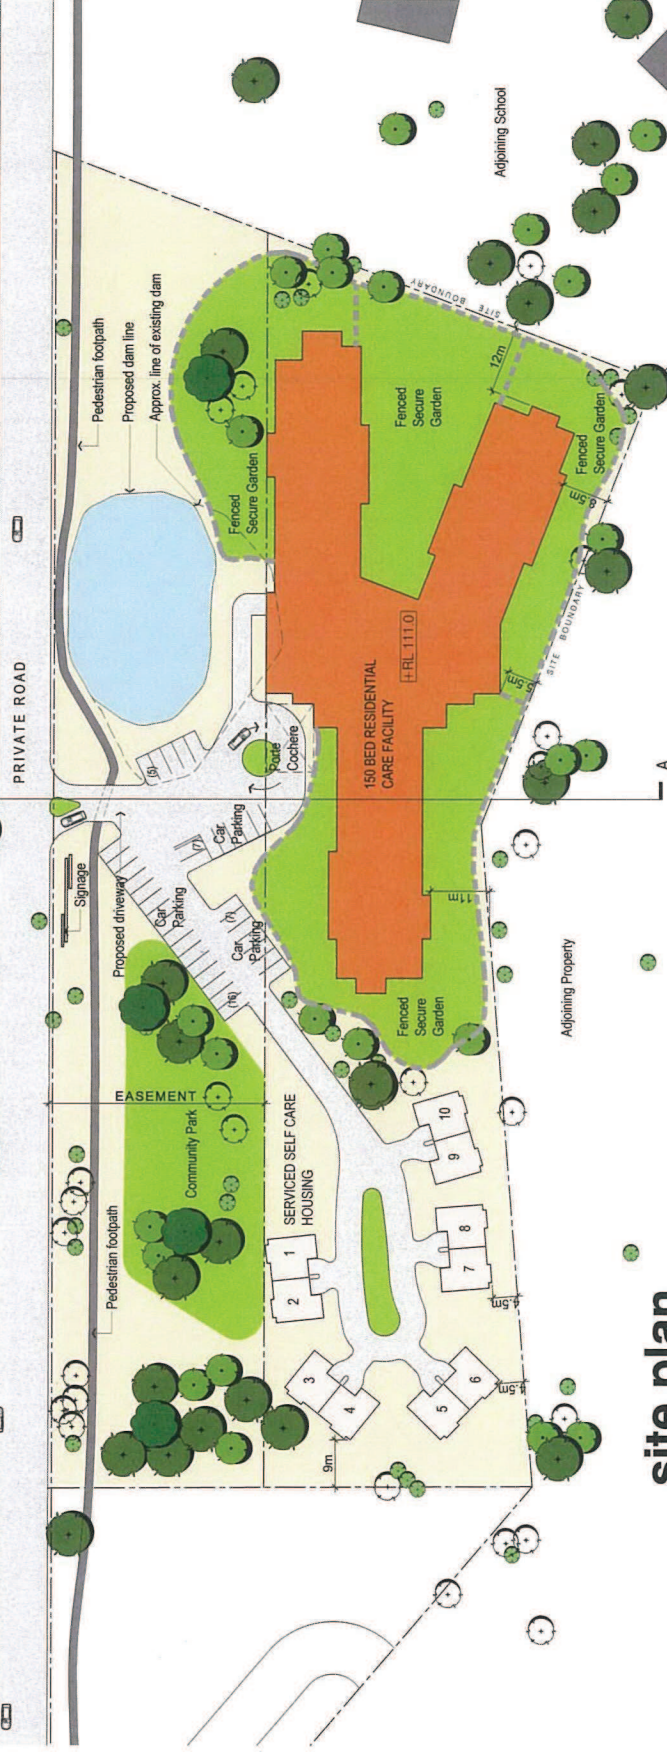 PRIVATE ROAD
Pedestrian footpath
EASEMENT
Community Park
Signage
Proposed driveway
Car
Parking
(16)
Car
Parking
(7)
Car
Parking
(7)
(5)
Porte
Cochere
Pedestrian footpath
Proposed dam line
Approx. line of existing dam
SERVICED SELF CARE
HOUSING
1
2
3
4
5
6
7
8
9
10
9m
4.5m
4.5m
Fenced
Secure
Garden
11m
150 BED RESIDENTIAL
CARE FACILITY
+RL 111.0
Fenced
Secure Garden
Fenced
Secure
Garden
Fenced
Secure Garden
12m
8.5m
5.5m
SITE BOUNDARY
SITE BOUNDARY
Adjoining School
Adjoining Property
A
site plan